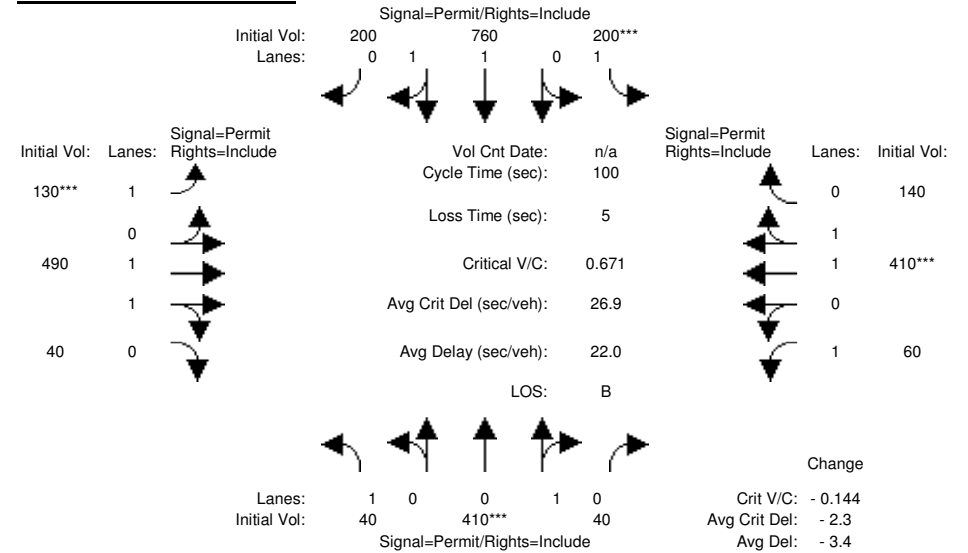 Signal=Permit/Rights=Include
Initial Vol: 200 760 200***
Lanes: 0 1 1 0 1
Signal=Permit
Initial Vol: Lanes: Rights=Include
Vol Cnt Date: n/a
Signal=Permit
Rights=Include Lanes: Initial Vol:
Cycle Time (sec): 100
130*** 1
0 140
Loss Time (sec): 5
0
1
490 1
Critical V/C: 0.671
1 410***
1
Avg Crit Del (sec/veh): 26.9
0
40 0
Avg Delay (sec/veh): 22.0
1 60
LOS: B
Lanes: 1 0 0 1 0
Initial Vol: 40 410*** 40
Signal=Permit/Rights=Include
Change
Crit V/C: - 0.144
Avg Crit Del: - 2.3
Avg Del: - 3.4